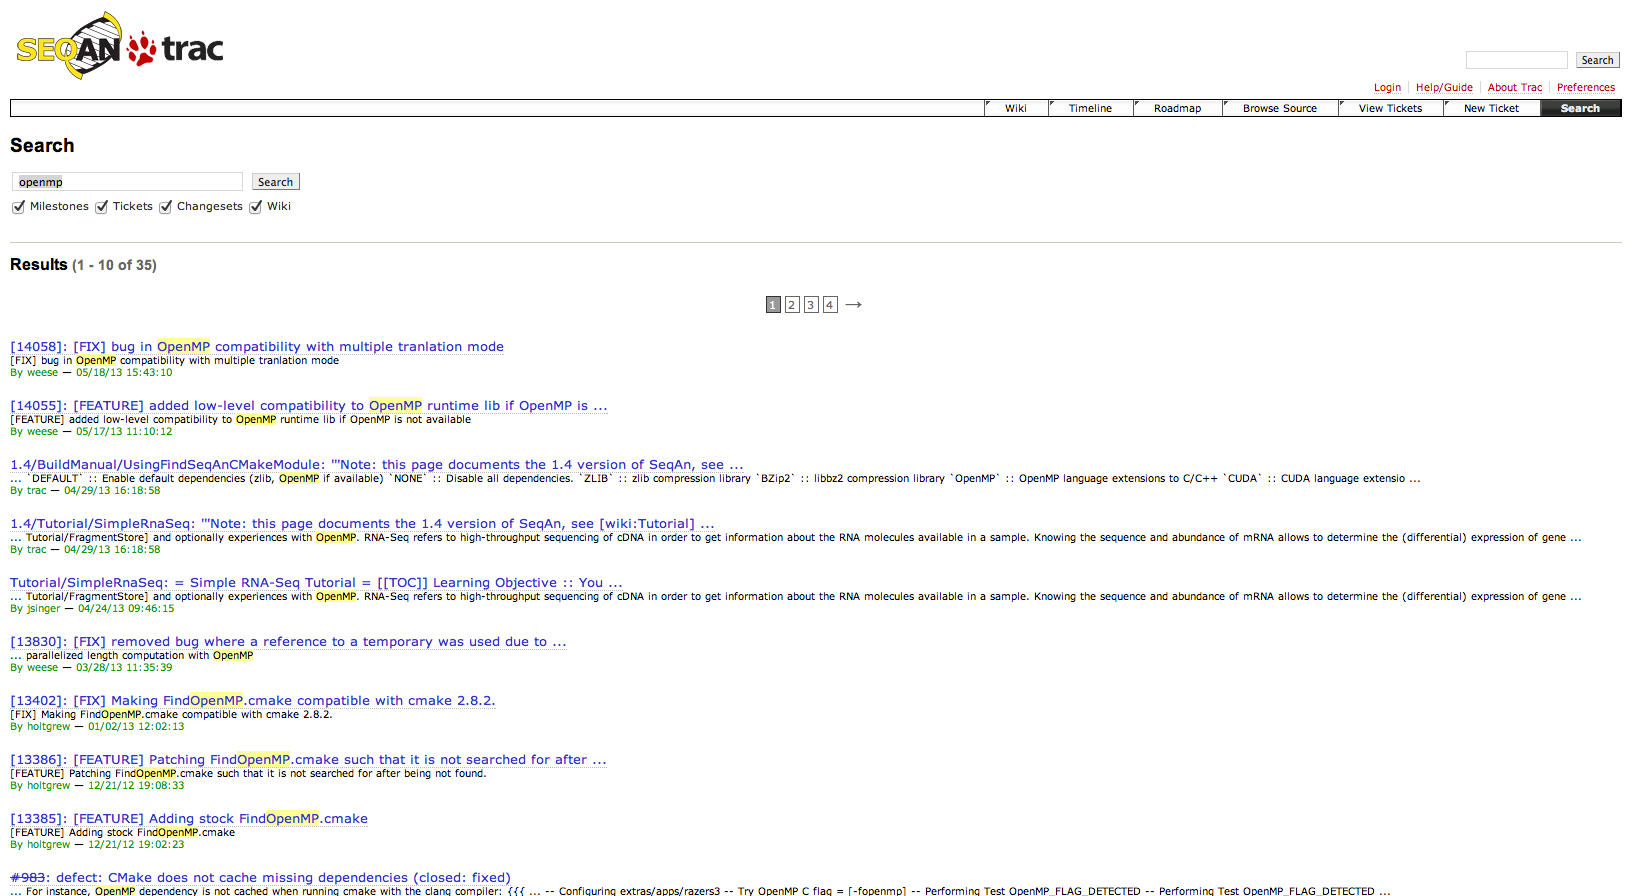 SEQAN trac
Search
Login Help/Guide About Trac Preferences
Wiki Timeline Roadmap Browse Source View Tickets New Ticket Search
Search
openmp Search
Milestones Tickets Changesets Wiki
Results (1 - 10 of 35)
1 2 3 4 →
[14058]: [FIX] bug in OpenMP compatibility with multiple tranlation mode
[FIX] bug in OpenMP compatibility with multiple tranlation mode
By weese — 05/18/13 15:43:10
[14055]: [FEATURE] added low-level compatibility to OpenMP runtime lib if OpenMP is ...
[FEATURE] added low-level compatibility to OpenMP runtime lib if OpenMP is not available
By weese — 05/17/13 11:10:12
1.4/BuildManual/UsingFindSeqAnCMakeModule: '''Note: this page documents the 1.4 version of SeqAn, see ...
... `DEFAULT` :: Enable default dependencies (zlib, OpenMP if available) `NONE` :: Disable all dependencies. `ZLIB` :: zlib compression library `BZip2` :: libbz2 compression library `OpenMP` :: OpenMP language extensions to C/C++ `CUDA` :: CUDA language extensio ...
By trac — 04/29/13 16:18:58
1.4/Tutorial/SimpleRnaSeq: '''Note: this page documents the 1.4 version of SeqAn, see [wiki:Tutorial] ...
... Tutorial/FragmentStore] and optionally experiences with OpenMP. RNA-Seq refers to high-throughput sequencing of cDNA in order to get information about the RNA molecules available in a sample. Knowing the sequence and abundance of mRNA allows to determine the (differential) expression of gene ...
By trac — 04/29/13 16:18:58
Tutorial/SimpleRnaSeq: = Simple RNA-Seq Tutorial = [[TOC]] Learning Objective :: You ...
... Tutorial/FragmentStore] and optionally experiences with OpenMP. RNA-Seq refers to high-throughput sequencing of cDNA in order to get information about the RNA molecules available in a sample. Knowing the sequence and abundance of mRNA allows to determine the (differential) expression of gene ...
By jsinger — 04/24/13 09:46:15
[13830]: [FIX] removed bug where a reference to a temporary was used due to ...
... parallelized length computation with OpenMP
By weese — 03/28/13 11:35:39
[13402]: [FIX] Making FindOpenMP.cmake compatible with cmake 2.8.2.
[FIX] Making FindOpenMP.cmake compatible with cmake 2.8.2.
By holtgrew — 01/02/13 12:02:13
[13386]: [FEATURE] Patching FindOpenMP.cmake such that it is not searched for after ...
[FEATURE] Patching FindOpenMP.cmake such that it is not searched for after being not found.
By holtgrew — 12/21/12 19:08:33
[13385]: [FEATURE] Adding stock FindOpenMP.cmake
[FEATURE] Adding stock FindOpenMP.cmake
By holtgrew — 12/21/12 19:02:23
#983: defect: CMake does not cache missing dependencies (closed: fixed)
... For instance, OpenMP dependency is not cached when running cmake with the clang compiler: {{{ ... -- Configuring extras/apps/razers3 -- Try OpenMP C flag = [-fopenmp] -- Performing Test OpenMP_FLAG_DETECTED -- Performing Test OpenMP_FLAG_DETECTED ...